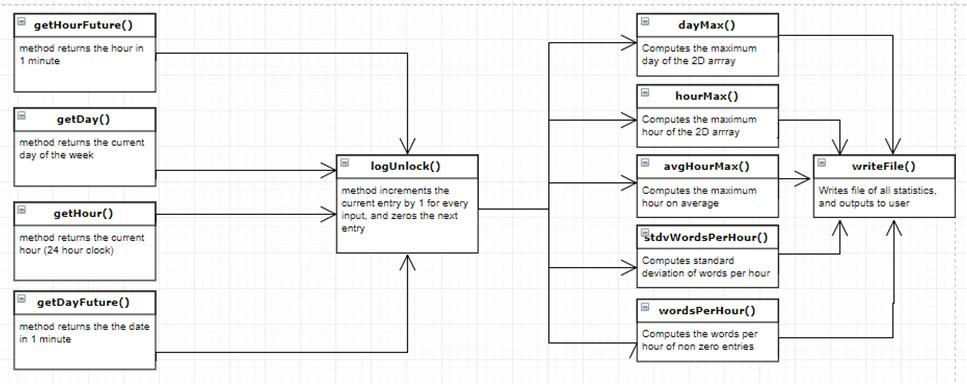 getHourFuture()
method returns the hour in
1 minute
getDay()
method returns the current
day of the week
getHour()
method returns the current
hour (24 hour clock)
getDayFuture()
method returns the the date
in 1 minute
logUnlock()
method increments the
current entry by 1 for every
input, and zeros the next
entry
dayMax()
Computes the maximum
day of the 2D arrray
hourMax()
Computes the maximum
hour of the 2D arrray
avgHourMax()
Computes the maximum
hour on average
stdvWordsPerHour()
Computes standard
deviation of words per hour
wordsPerHour()
Computes the words per
hour of non zero entries
writeFile()
Writes file of all statistics,
and outputs to user